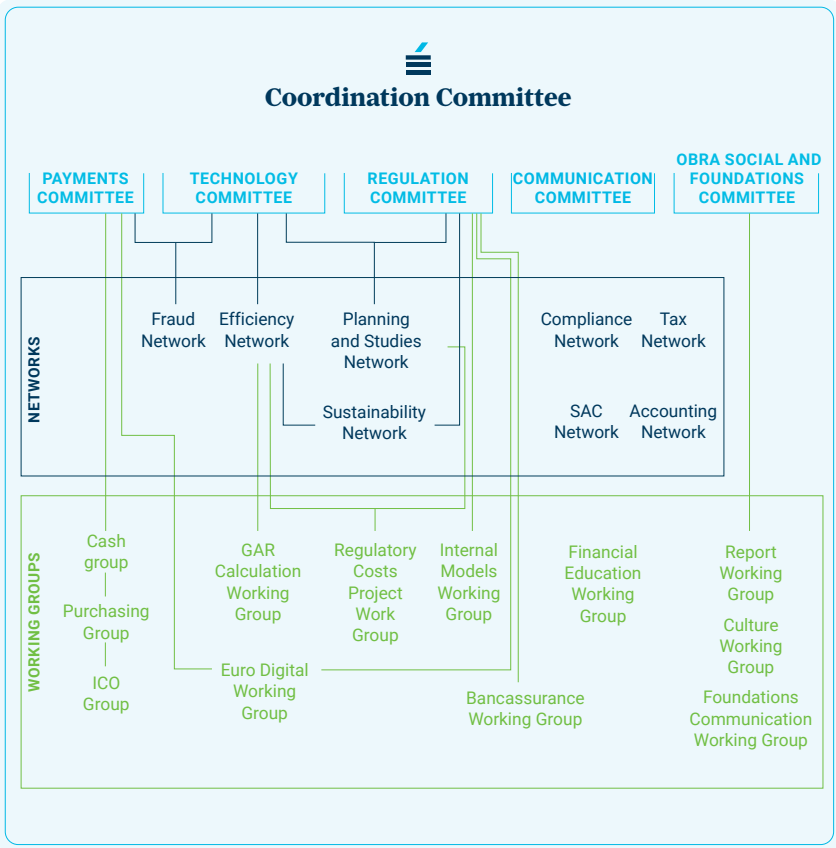 Coordination Committee
PAYMENTS
COMMITTEE
TECHNOLOGY
COMMITTEE
REGULATION
COMMITTEE
COMMUNICATION
COMMITTEE
OBRA SOCIAL AND
FOUNDATIONS
COMMITTEE
NETWORKS
Fraud
Network
Efficiency
Network
Planning
and Studies
Network
Sustainability
Network
Compliance
Network
Tax
Network
SAC
Network
Accounting
Network
WORKING GROUPS
Cash
group
Purchasing
Group
ICO
Group
GAR
Calculation
Working
Group
Euro Digital
Working
Group
Regulatory
Costs
Project
Work
Group
Internal
Models
Working
Group
Bancassurance
Working Group
Financial
Education
Working
Group
Report
Working
Group
Culture
Working
Group
Foundations
Communication
Working Group